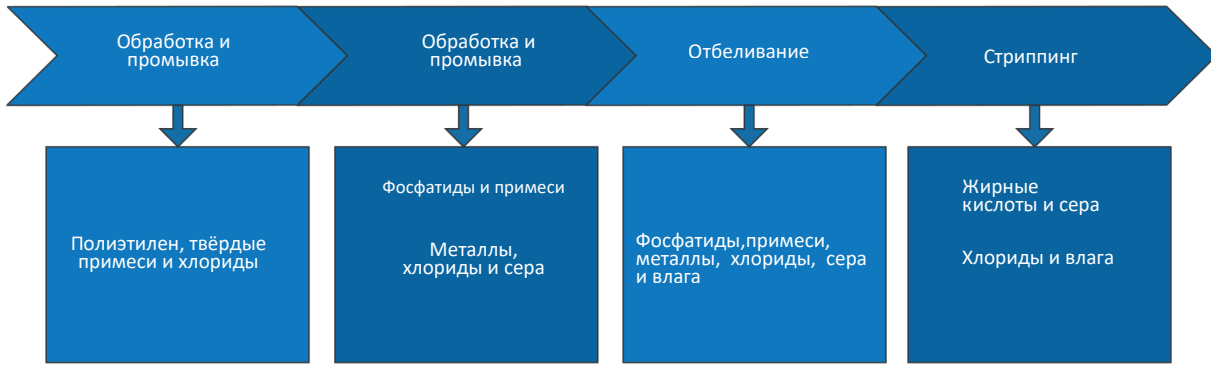 Обработка и
промывка
Обработка и
промывка
Отбеливание
Стриппинг
Полиэтилен, твёрдые
примеси и хлориды
Фосфатиды и примеси
Металлы,
хлориды и сера
Фосфатиды,примеси,
металлы, хлориды, сера
и влага
Жирные
кислоты и сера
Хлориды и влага